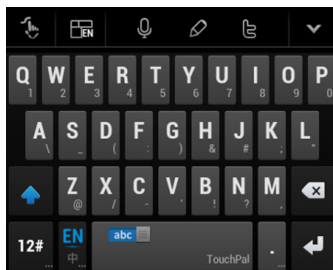 EN
Q W E R T Y U I O P
1 2 3 4 5 6 7 8 9 0
A S D F G H J K L
\ _ ( : ) & # ; "
Z X C V B N M
@ / - ' ! ? ,
12# EN abc .
... 中... TouchPal ...